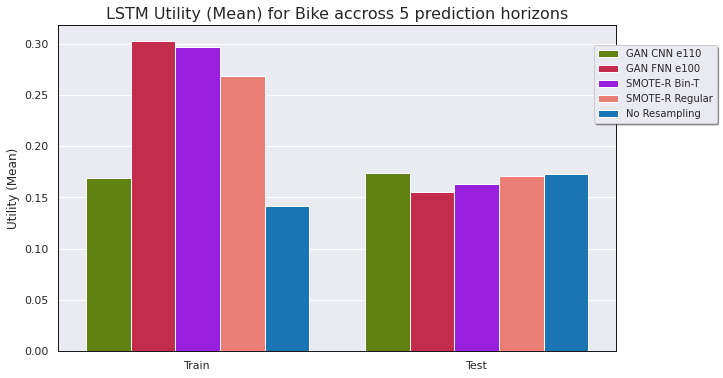 LSTM Utility (Mean) for Bike accross 5 prediction horizons
Utility (Mean)
0.30
0.25
0.20
0.15
0.10
0.05
0.00
Train
Test
GAN CNN e110
GAN FNN e100
SMOTE-R Bin-T
SMOTE-R Regular
No Resampling